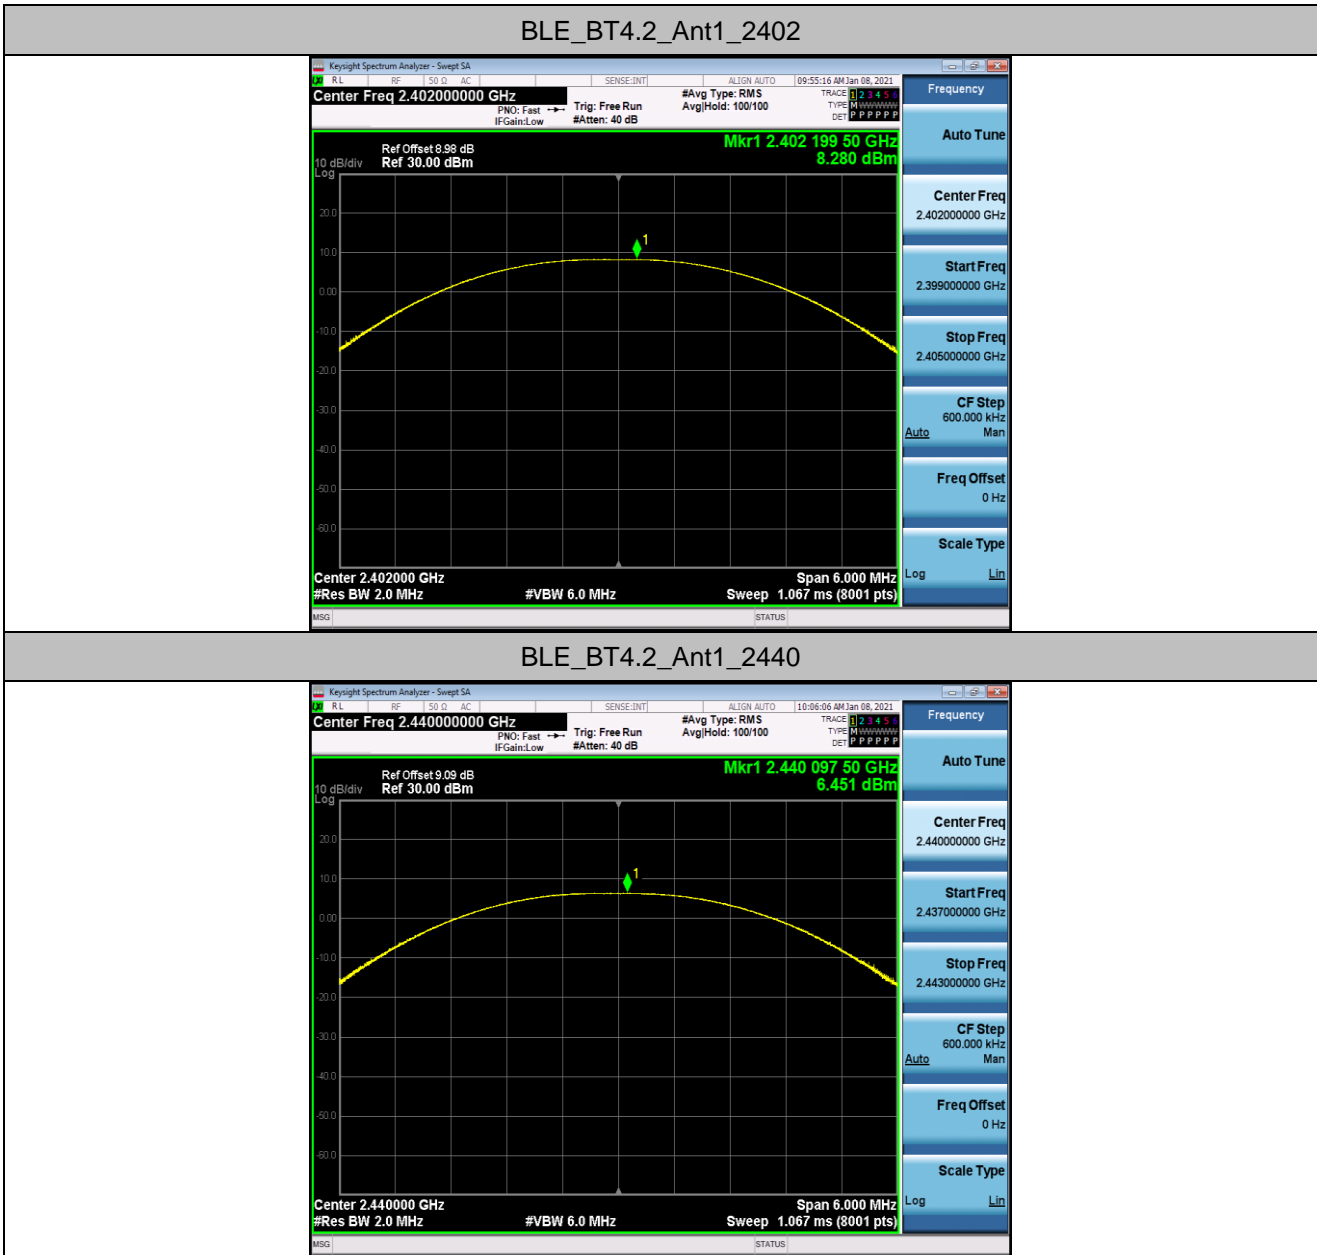 BLE_BT4.2_Ant1_2402
Keysight Spectrum Analyzer - Swept SA
RL RF 50 Ω AC SENSE:INT ALIGN AUTO 09:55:16 AM Jan 08, 2021
Center Freq 2.402000000 GHz #Avg Type: RMS TRACE 1 2 3 4 5 6
PNO: Fast Trig: Free Run Avg|Hold: 100/100 TYPE M W W W W W
IFGain:Low #Atten: 40 dB DET P P P P P P
Mkr1 2.402 199 50 GHz
8.280 dBm
Ref Offset 8.98 dB
10 dB/div Ref 30.00 dBm
Log
20.0
1
10.0
0.00
-10.0
-20.0
-30.0
-40.0
-50.0
-60.0
Center 2.402000 GHz Span 6.000 MHz
#Res BW 2.0 MHz #VBW 6.0 MHz Sweep 1.067 ms (8001 pts)
MSG STATUS
Frequency
Auto Tune
Center Freq
2.402000000 GHz
Start Freq
2.399000000 GHz
Stop Freq
2.405000000 GHz
CF Step
600.000 kHz
Auto Man
Freq Offset
0 Hz
Scale Type
Log Lin
BLE_BT4.2_Ant1_2440
Keysight Spectrum Analyzer - Swept SA
RL RF 50 Ω AC SENSE:INT ALIGN AUTO 10:06:06 AM Jan 08, 2021
Center Freq 2.440000000 GHz #Avg Type: RMS TRACE 1 2 3 4 5 6
PNO: Fast Trig: Free Run Avg|Hold: 100/100 TYPE M W W W W W
IFGain:Low #Atten: 40 dB DET P P P P P P
Mkr1 2.440 097 50 GHz
6.451 dBm
Ref Offset 9.09 dB
10 dB/div Ref 30.00 dBm
Log
20.0
1
10.0
0.00
-10.0
-20.0
-30.0
-40.0
-50.0
-60.0
Center 2.440000 GHz Span 6.000 MHz
#Res BW 2.0 MHz #VBW 6.0 MHz Sweep 1.067 ms (8001 pts)
MSG STATUS
Frequency
Auto Tune
Center Freq
2.440000000 GHz
Start Freq
2.437000000 GHz
Stop Freq
2.443000000 GHz
CF Step
600.000 kHz
Auto Man
Freq Offset
0 Hz
Scale Type
Log Lin